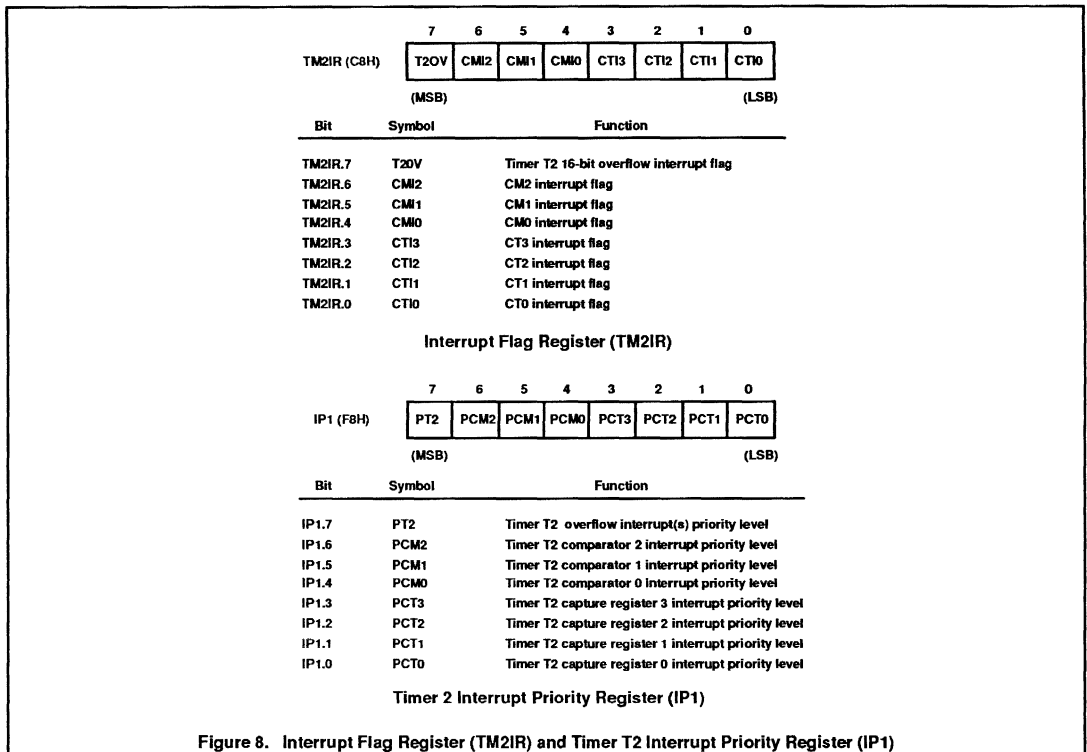 7 6 5 4 3 2 1 0
TM2IR (C8H) T2OV CMI2 CMI1 CMI0 CTI3 CTI2 CTI1 CTI0
(MSB) (LSB)
Bit Symbol Function
TM2IR.7 T2OV Timer T2 16-bit overflow interrupt flag
TM2IR.6 CMI2 CM2 interrupt flag
TM2IR.5 CMI1 CM1 interrupt flag
TM2IR.4 CMI0 CM0 interrupt flag
TM2IR.3 CTI3 CT3 interrupt flag
TM2IR.2 CTI2 CT2 interrupt flag
TM2IR.1 CTI1 CT1 interrupt flag
TM2IR.0 CTI0 CT0 interrupt flag
Interrupt Flag Register (TM2IR)
7 6 5 4 3 2 1 0
IP1 (F8H) PT2 PCM2 PCM1 PCM0 PCT3 PCT2 PCT1 PCT0
(MSB) (LSB)
Bit Symbol Function
IP1.7 PT2 Timer T2 overflow interrupt(s) priority level
IP1.6 PCM2 Timer T2 comparator 2 interrupt priority level
IP1.5 PCM1 Timer T2 comparator 1 interrupt priority level
IP1.4 PCM0 Timer T2 comparator 0 interrupt priority level
IP1.3 PCT3 Timer T2 capture register 3 interrupt priority level
IP1.2 PCT2 Timer T2 capture register 2 interrupt priority level
IP1.1 PCT1 Timer T2 capture register 1 interrupt priority level
IP1.0 PCT0 Timer T2 capture register 0 interrupt priority level
Timer 2 Interrupt Priority Register (IP1)
Figure 8. Interrupt Flag Register (TM2IR) and Timer T2 Interrupt Priority Register (IP1)